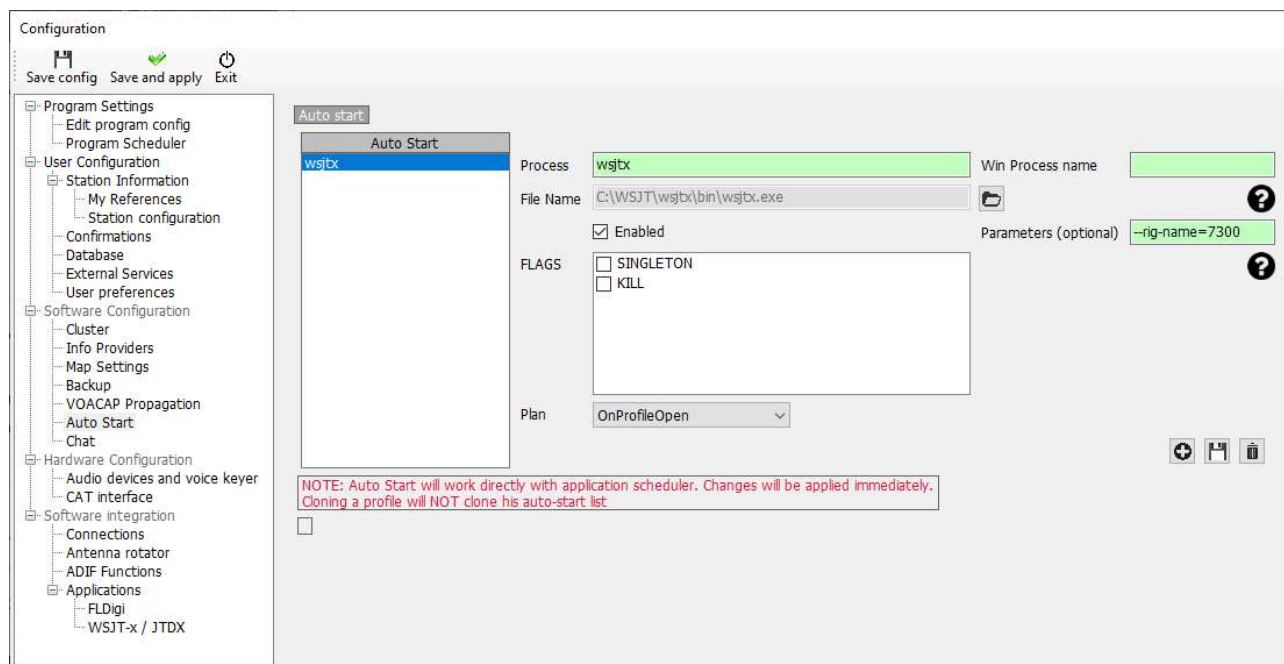 Configuration
Save config Save and apply Exit
Program Settings
Edit program config
Program Scheduler
User Configuration
Station Information
My References
Station configuration
Confirmations
Database
External Services
User preferences
Software Configuration
Cluster
Info Providers
Map Settings
Backup
VOACAP Propagation
Auto Start
Chat
Hardware Configuration
Audio devices and voice keyer
CAT interface
Software integration
Connections
Antenna rotator
ADIF Functions
Applications
FLDigi
WSJT-x / JTDX
Auto start
Auto Start
wsjtx
Process wsjtx Win Process name
File Name C:\WSJT\wsjtx\bin\wsjtx.exe ?
Enabled Parameters (optional) --rig-name=7300
FLAGS SINGLETON ?
KILL
Plan OnProfileOpen
NOTE: Auto Start will work directly with application scheduler. Changes will be applied immediately.
Cloning a profile will NOT clone his auto-start list